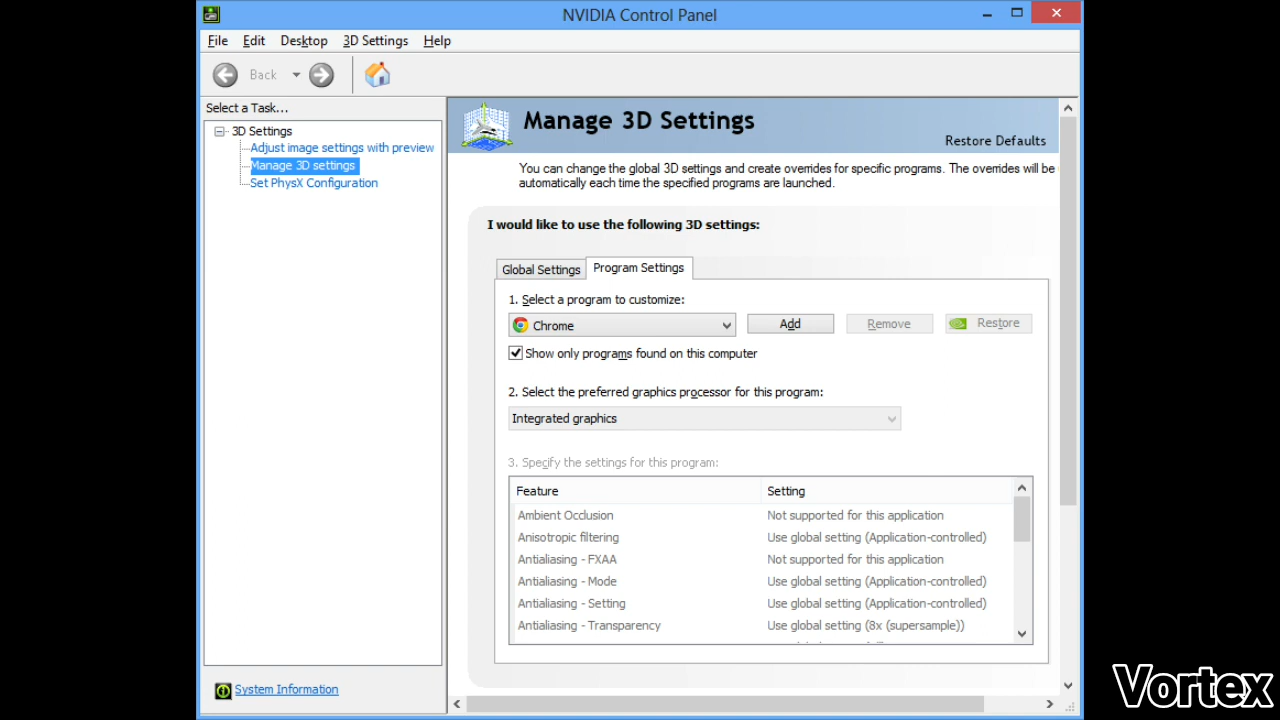 NVIDIA Control Panel
File Edit Desktop 3D Settings Help
Back
Select a Task...
3D Settings
Adjust image settings with preview
Manage 3D settings
Set PhysX Configuration
System Information
Manage 3D Settings
Restore Defaults
You can change the global 3D settings and create overrides for specific programs. The overrides will be
automatically each time the specified programs are launched.
I would like to use the following 3D settings:
Global Settings Program Settings
1. Select a program to customize:
Chrome Add Remove Restore
Show only programs found on this computer
2. Select the preferred graphics processor for this program:
Integrated graphics
3. Specify the settings for this program:
Feature Setting
Ambient Occlusion Not supported for this application
Anisotropic filtering Use global setting (Application-controlled)
Antialiasing - FXAA Not supported for this application
Antialiasing - Mode Use global setting (Application-controlled)
Antialiasing - Setting Use global setting (Application-controlled)
Antialiasing - Transparency Use global setting (8x (supersample))
Vortex